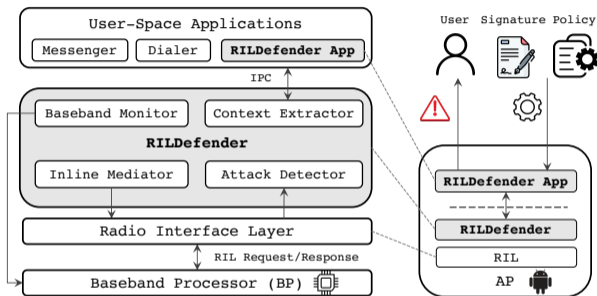 User-Space Applications
Messenger
Dialer
RILDefender App
IPC
Baseband Monitor
Context Extractor
RILDefender
Inline Mediator
Attack Detector
Radio Interface Layer
RIL Request/Response
Baseband Processor (BP)
User
Signature
Policy
RILDefender App
RILDefender
RIL
AP